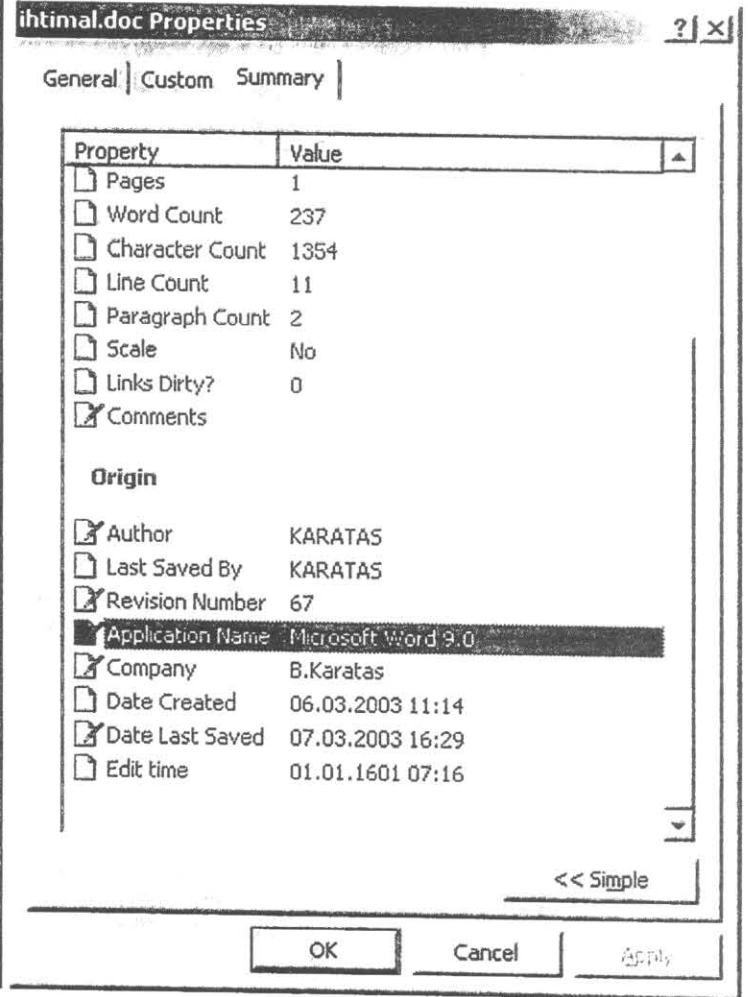 ihtimal.doc Properties ? ×
General Custom Summary
Property Value
Pages 1
Word Count 237
Character Count 1354
Line Count 11
Paragraph Count 2
Scale No
Links Dirty? 0
Comments
Origin
Author KARATAS
Last Saved By KARATAS
Revision Number 67
Application Name Microsoft Word 9.0
Company B.Karatas
Date Created 06.03.2003 11:14
Date Last Saved 07.03.2003 16:29
Edit time 01.01.1601 07:16
<< Simple
OK Cancel Apply